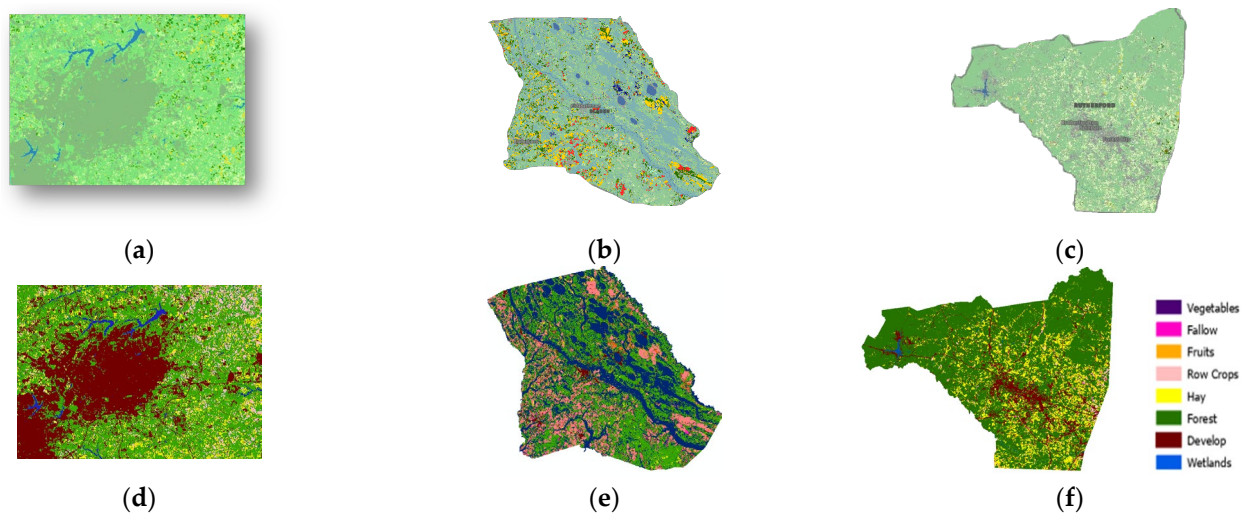 RUTHERFORD
(a)
(b)
(c)
Vegetables
Fallow
Fruits
Row Crops
Hay
Forest
Develop
Wetlands
(d)
(e)
(f)